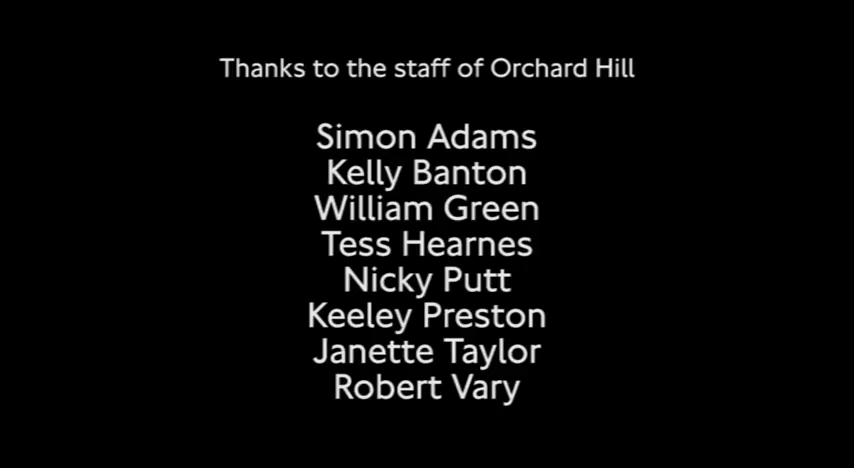 Thanks to the staff of Orchard Hill
Simon Adams
Kelly Banton
William Green
Tess Hearnes
Nicky Putt
Keeley Preston
Janette Taylor
Robert Vary